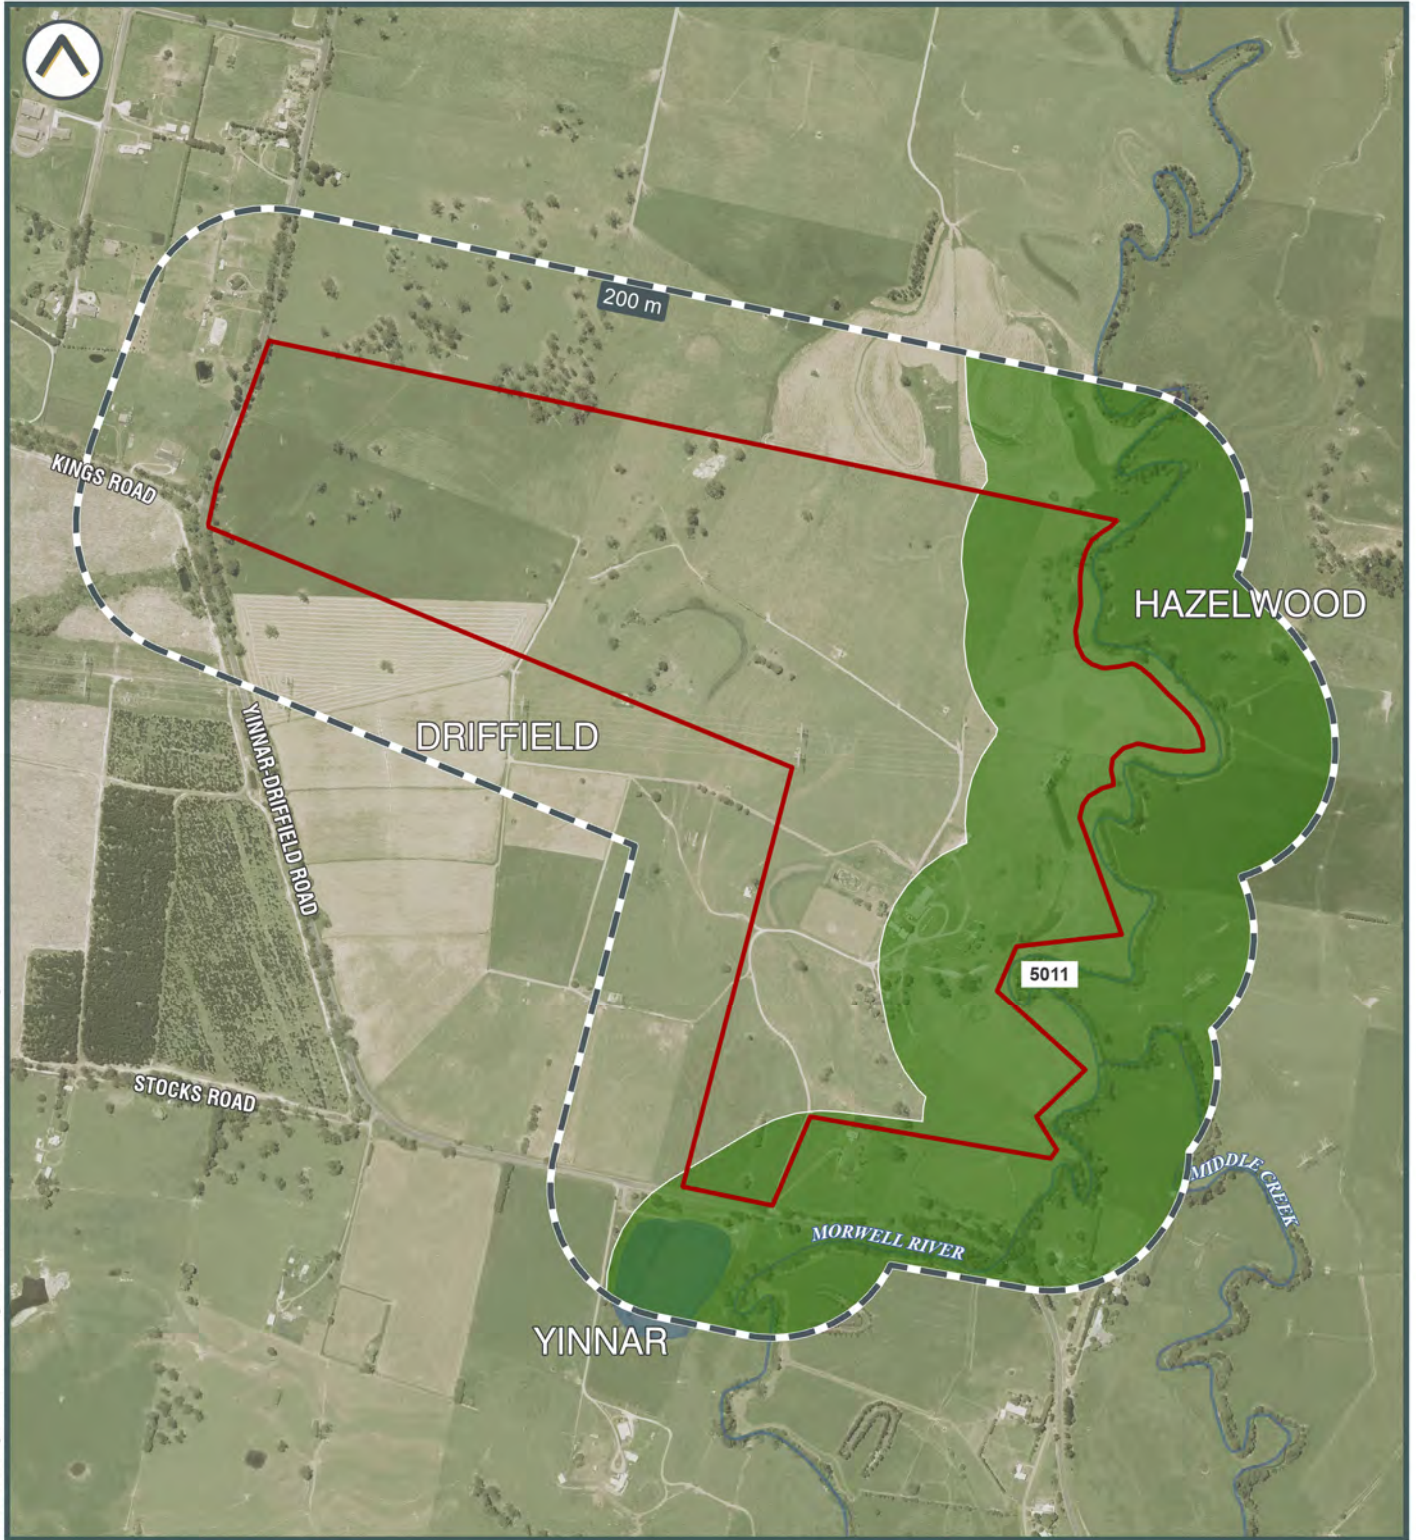 200 m
KINGS ROAD
HAZELWOOD
DRIFFIELD
YINNAR-DRIFFIELD ROAD
5011
STOCKS ROAD
MIDDLE CREEK
MORWELL RIVER
YINNAR